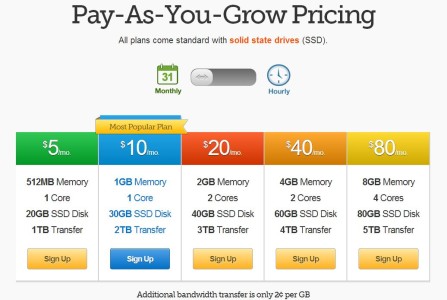 Pay-As-You-Grow Pricing
All plans come standard with solid state drives (SSD).
31
Monthly
Hourly
Most Popular Plan
$5/mo.
$10/mo.
$20/mo.
$40/mo.
$80/mo.
512MB Memory
1 Core
20GB SSD Disk
1TB Transfer
Sign Up
1GB Memory
1 Core
30GB SSD Disk
2TB Transfer
Sign Up
2GB Memory
2 Cores
40GB SSD Disk
3TB Transfer
Sign Up
4GB Memory
2 Cores
60GB SSD Disk
4TB Transfer
Sign Up
8GB Memory
4 Cores
80GB SSD Disk
5TB Transfer
Sign Up
Additional bandwidth transfer is only 2¢ per GB